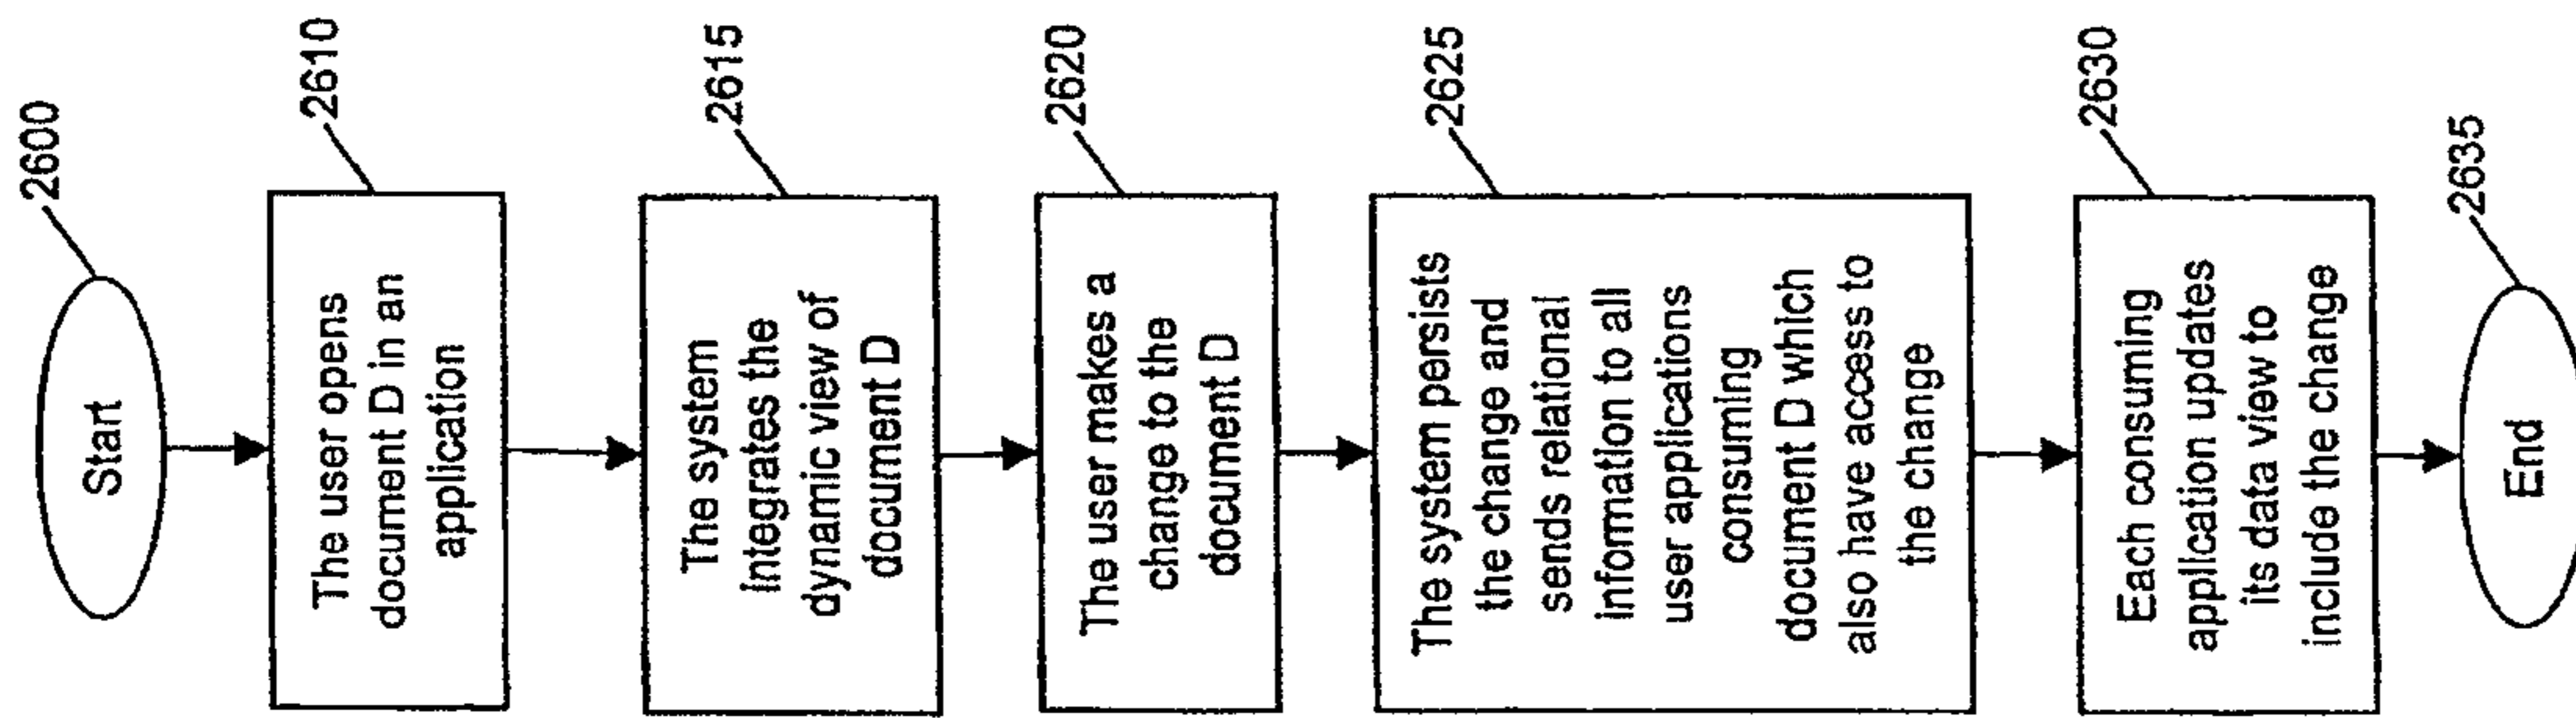 Start
2600
The user opens
document D in an
application
2610
The system
integrates the
dynamic view of
document D
2615
The user makes a
change to the
document D
2620
The system persists
the change and
sends relational
information to all
user applications
consuming
document D which
also have access to
the change
2625
Each consuming
application updates
its data view to
include the change
2630
End
2635